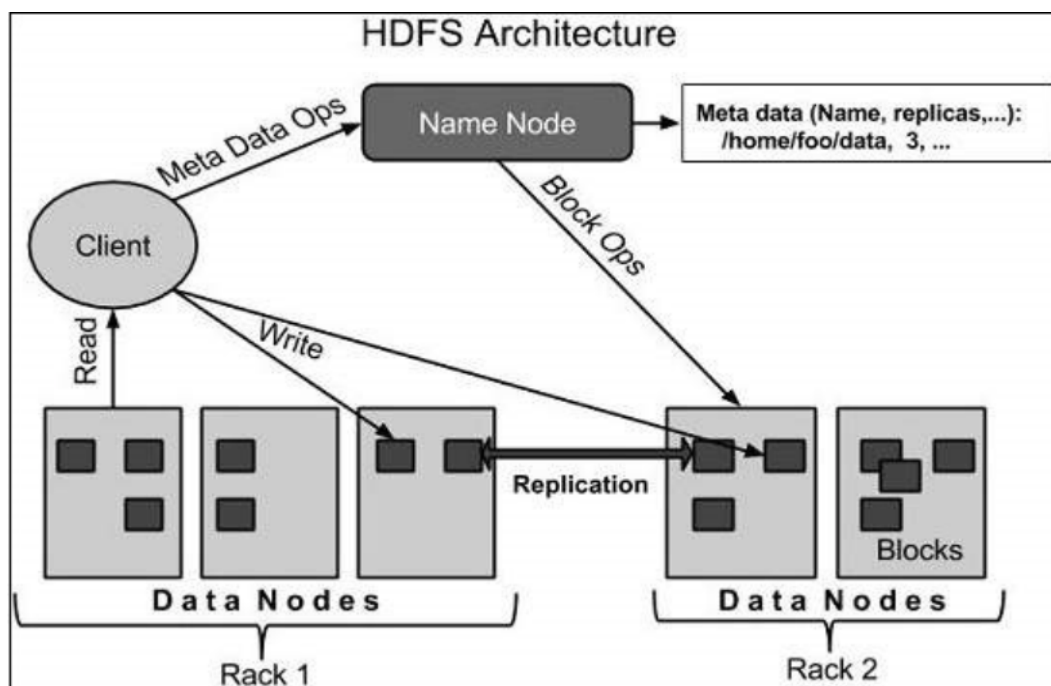 HDFS Architecture
Meta Data Ops
Name Node
Meta data (Name, replicas,...):
/home/foo/data, 3, ...
Client
Block Ops
Read
Write
Replication
Blocks
Data Nodes
Data Nodes
Rack 1
Rack 2